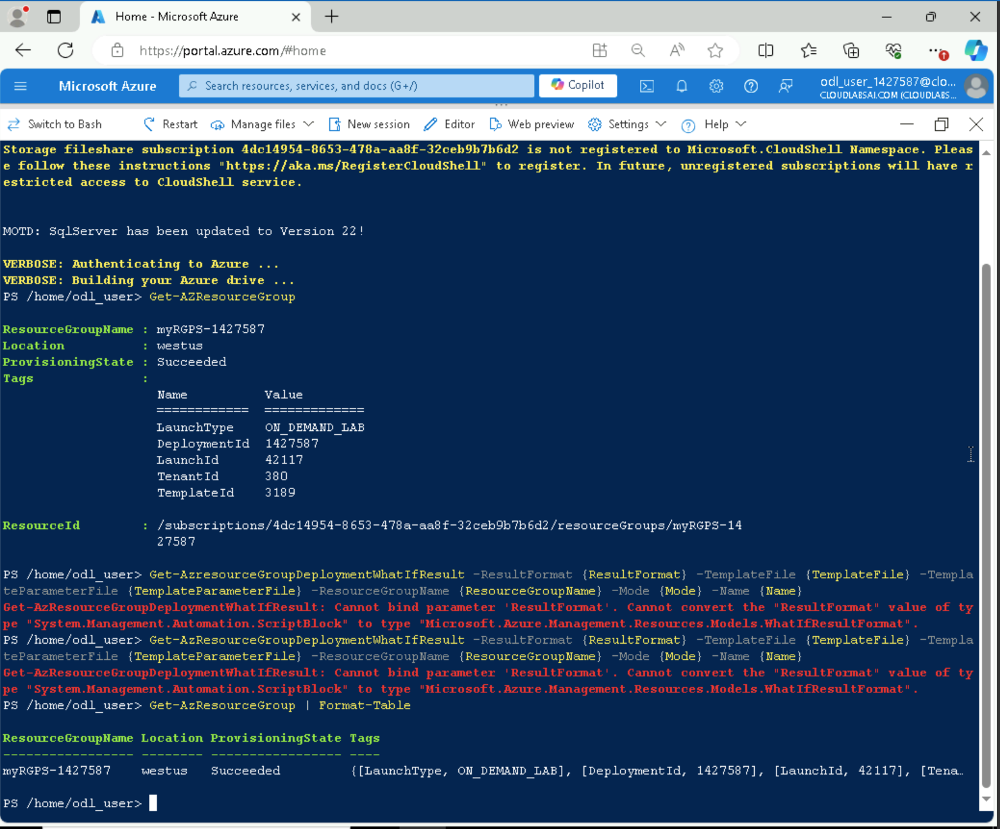 Home - Microsoft Azure
https://portal.azure.com/#home
Microsoft Azure
Search resources, services, and docs (G+/)
Copilot
odl_user_1427587@clo...
CLOUDLABSAI.COM (CLOUDLABS...
Switch to Bash
Restart
Manage files
New session
Editor
Web preview
Settings
Help
Storage fileshare subscription 4dc14954-8653-478a-aa8f-32ceb9b7b6d2 is not registered to Microsoft.CloudShell Namespace. Pleas
e follow these instructions "https://aka.ms/RegisterCloudShell" to register. In future, unregistered subscriptions will have r
estricted access to CloudShell service.
MOTD: SqlServer has been updated to Version 22!
VERBOSE: Authenticating to Azure ...
VERBOSE: Building your Azure drive ...
PS /home/odl_user> Get-AZResourceGroup
ResourceGroupName : myRGPS-1427587
Location : westus
ProvisioningState : Succeeded
Tags :
Name Value
============ =============
LaunchType ON_DEMAND_LAB
DeploymentId 1427587
LaunchId 42117
TenantId 380
TemplateId 3189
ResourceId : /subscriptions/4dc14954-8653-478a-aa8f-32ceb9b7b6d2/resourceGroups/myRGPS-14
27587
PS /home/odl_user> Get-AzresourceGroupDeploymentWhatIfResult -ResultFormat {ResultFormat} -TemplateFile {TemplateFile} -Templa
teParameterFile {TemplateParameterFile} -ResourceGroupName {ResourceGroupName} -Mode {Mode} -Name {Name}
Get-AzResourceGroupDeploymentWhatIfResult: Cannot bind parameter 'ResultFormat'. Cannot convert the "ResultFormat" value of ty
pe "System.Management.Automation.ScriptBlock" to type "Microsoft.Azure.Management.Resources.Models.WhatIfResultFormat".
PS /home/odl_user> Get-AzResourceGroupDeploymentWhatIfResult -ResultFormat {ResultFormat} -TemplateFile {TemplateFile} -Templa
teParameterFile {TemplateParameterFile} -ResourceGroupName {ResourceGroupName} -Mode {Mode} -Name {Name}
Get-AzResourceGroupDeploymentWhatIfResult: Cannot bind parameter 'ResultFormat'. Cannot convert the "ResultFormat" value of ty
pe "System.Management.Automation.ScriptBlock" to type "Microsoft.Azure.Management.Resources.Models.WhatIfResultFormat".
PS /home/odl_user> Get-AzResourceGroup | Format-Table
ResourceGroupName Location ProvisioningState Tags
----------------- -------- ----------------- ----
myRGPS-1427587 westus Succeeded {[LaunchType, ON_DEMAND_LAB], [DeploymentId, 1427587], [LaunchId, 42117], [Tena…
PS /home/odl_user>